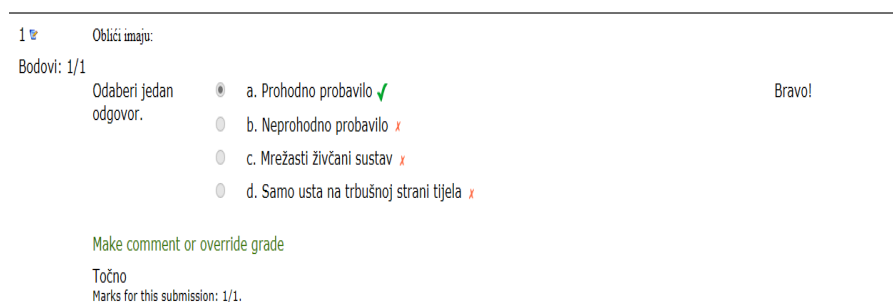 1 Oblići imaju:
Bodovi: 1/1
Odaberi jedan odgovor.
a. Prohodno probavilo Bravo!
b. Neprohodno probavilo
c. Mrežasti živčani sustav
d. Samo usta na trbušnoj strani tijela
Make comment or override grade
Točno
Marks for this submission: 1/1.